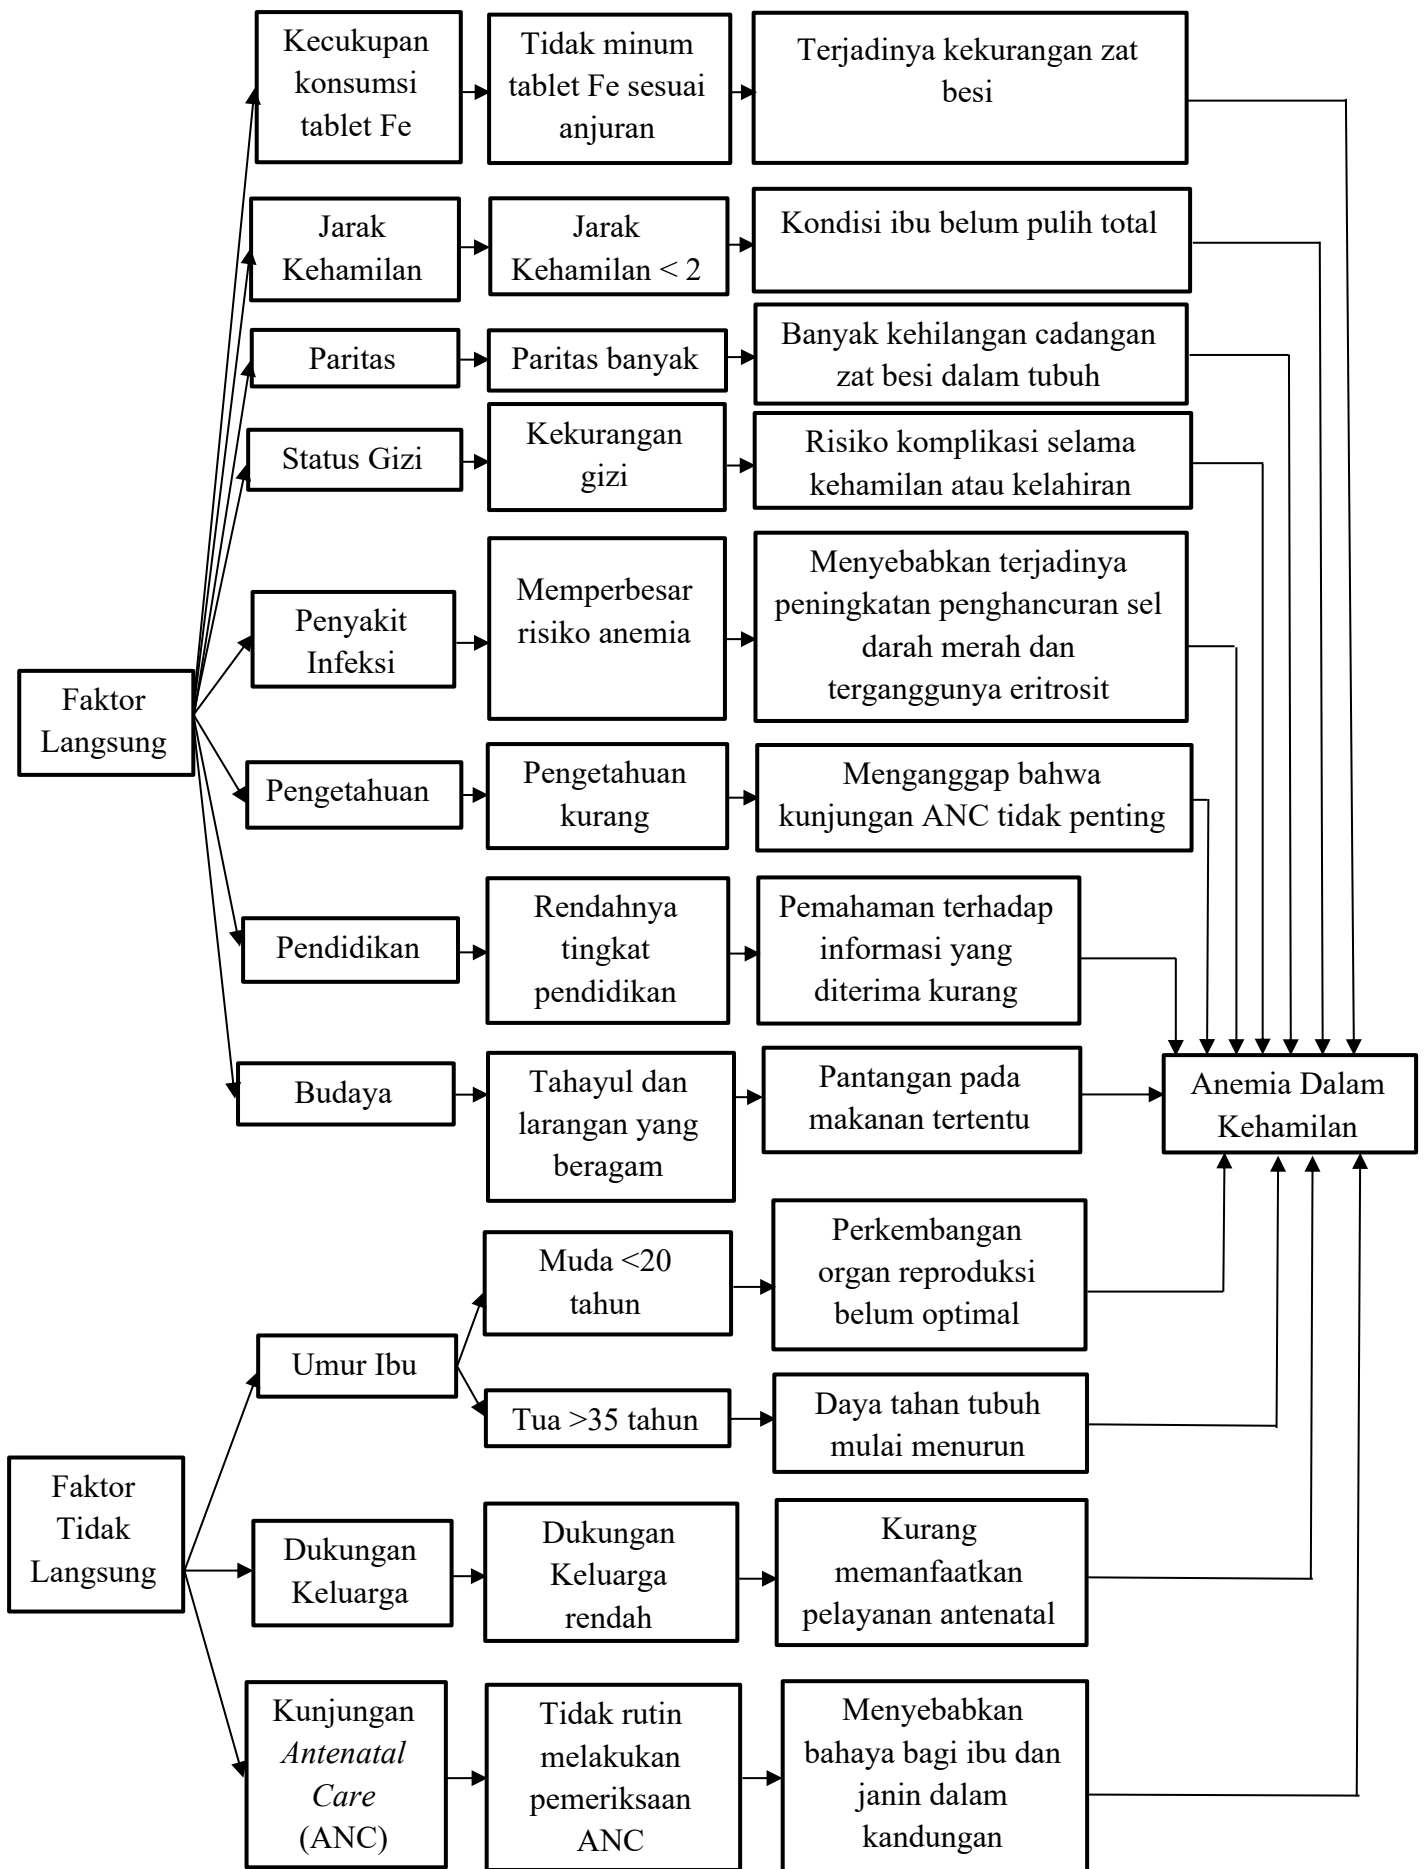 Kecukupan
konsumsi
tablet Fe
Tidak minum
tablet Fe sesuai
anjuran
Terjadinya kekurangan zat
besi
Jarak
Kehamilan
Jarak
Kehamilan < 2
Kondisi ibu belum pulih total
Paritas
Paritas banyak
Banyak kehilangan cadangan
zat besi dalam tubuh
Status Gizi
Kekurangan
gizi
Risiko komplikasi selama
kehamilan atau kelahiran
Penyakit
Infeksi
Memperbesar
risiko anemia
Menyebabkan terjadinya
peningkatan penghancuran sel
darah merah dan
terganggunya eritrosit
Faktor
Langsung
Pengetahuan
Pengetahuan
kurang
Menganggap bahwa
kunjungan ANC tidak penting
Pendidikan
Rendahnya
tingkat
pendidikan
Pemahaman terhadap
informasi yang
diterima kurang
Budaya
Tahayul dan
larangan yang
beragam
Pantangan pada
makanan tertentu
Anemia Dalam
Kehamilan
Umur Ibu
Muda <20
tahun
Perkembangan
organ reproduksi
belum optimal
Tua >35 tahun
Daya tahan tubuh
mulai menurun
Faktor
Tidak
Langsung
Dukungan
Keluarga
Dukungan
Keluarga
rendah
Kurang
memanfaatkan
pelayanan antenatal
Kunjungan
Antenatal
Care
(ANC)
Tidak rutin
melakukan
pemeriksaan
ANC
Menyebabkan
bahaya bagi ibu dan
janin dalam
kandungan